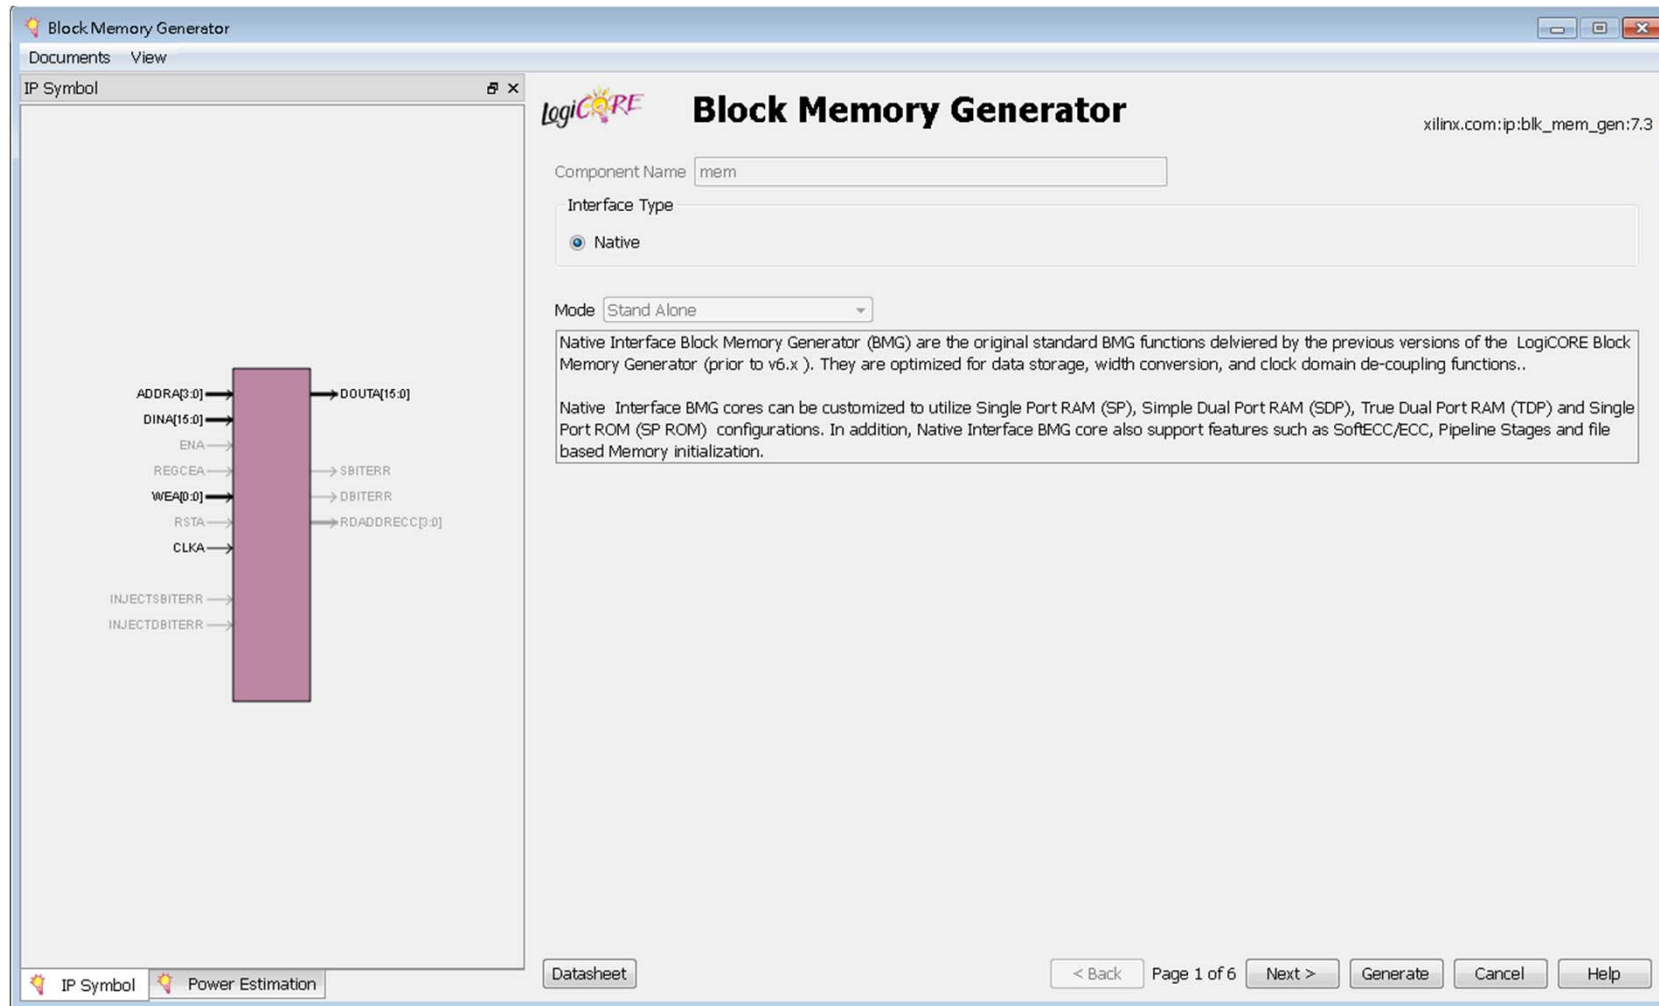 Block Memory Generator
Documents View
IP Symbol
ADDRA[3:0]
DINA[15:0]
ENA
REGCEA
WEA[0:0]
RSTA
CLKA
INJECTSBITERR
INJECTDBITERR
DOUTA[15:0]
SBITERR
DBITERR
RDADDRECC[3:0]
IP Symbol
Power Estimation
LogiCORE
Block Memory Generator
xilinx.com:ip:blk_mem_gen:7.3
Component Name mem
Interface Type
Native
Mode Stand Alone
Native Interface Block Memory Generator (BMG) are the original standard BMG functions delviered by the previous versions of the LogiCORE Block
Memory Generator (prior to v6.x ). They are optimized for data storage, width conversion, and clock domain de-coupling functions..
Native Interface BMG cores can be customized to utilize Single Port RAM (SP), Simple Dual Port RAM (SDP), True Dual Port RAM (TDP) and Single
Port ROM (SP ROM) configurations. In addition, Native Interface BMG core also support features such as SoftECC/ECC, Pipeline Stages and file
based Memory initialization.
Datasheet
< Back Page 1 of 6 Next > Generate Cancel Help